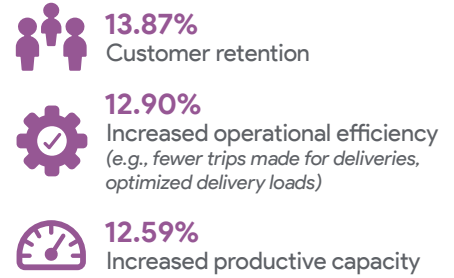 13.87%
Customer retention
12.90%
Increased operational efficiency
(e.g., fewer trips made for deliveries,
optimized delivery loads)
12.59%
Increased productive capacity